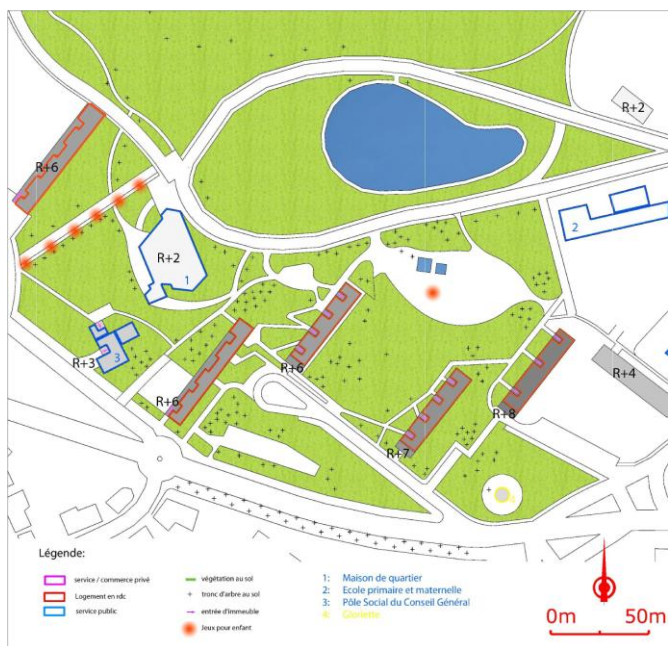 R+2
R+6
2
R+2
1
R+3
3
R+6
R+6
R+4
R+8
R+7
Légende:
service / commerce privé
Logement en rdc
service public
végétation au sol
tronc d'arbre au sol
entrée d'immeuble
Jeux pour enfant
1: Maison de quartier
2: Ecole primaire et maternelle
3: Pôle Social du Conseil Général
4: Gloriette
0m 50m